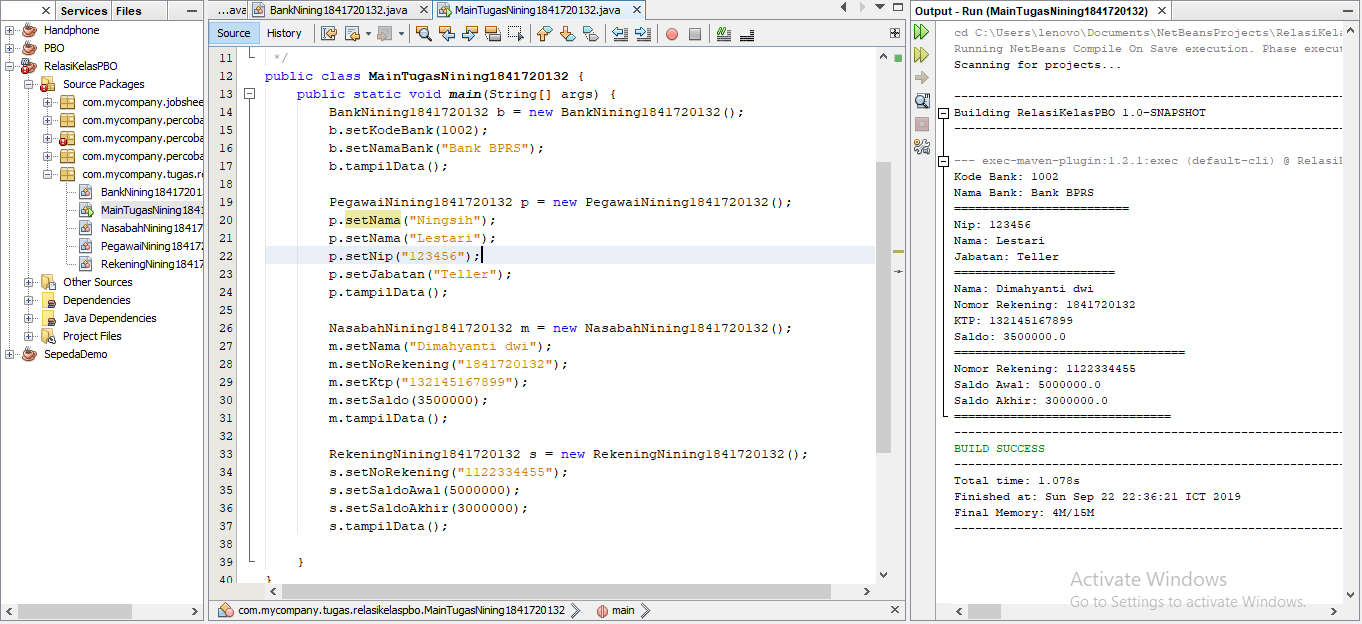 Services
Files
Handphone
PBO
RelasiKelasPBO
Source Packages
com.mycompany.jobshee
com.mycompany.percoba
com.mycompany.percoba
com.mycompany.percoba
com.mycompany.tugas.re
BankNining184172013
MainTugasNining1841
NasabahNining18417
PegawaiNining18417
RekeningNining18417
Other Sources
Dependencies
Java Dependencies
Project Files
SepedaDemo
...ava
BankNining1841720132.java
MainTugasNining1841720132.java
Source
History
11 */
12 public class MainTugasNining1841720132 {
13 public static void main(String[] args) {
14 BankNining1841720132 b = new BankNining1841720132();
15 b.setKodeBank(1002);
16 b.setNamaBank("Bank BPRS");
17 b.tampilData();
18
19 PegawaiNining1841720132 p = new PegawaiNining1841720132();
20 p.setNama("Ningsih");
21 p.setNama("Lestari");
22 p.setNip("123456");
23 p.setJabatan("Teller");
24 p.tampilData();
25
26 NasabahNining1841720132 m = new NasabahNining1841720132();
27 m.setNama("Dimahyanti dwi");
28 m.setNoRekening("1841720132");
29 m.setKtp("132145167899");
30 m.setSaldo(3500000);
31 m.tampilData();
32
33 RekeningNining1841720132 s = new RekeningNining1841720132();
34 s.setNoRekening("1122334455");
35 s.setSaldoAwal(5000000);
36 s.setSaldoAkhir(3000000);
37 s.tampilData();
38
39 }
40 }
com.mycompany.tugas.relasikelaspbo.MainTugasNining1841720132
main
Output - Run (MainTugasNining1841720132)
cd C:\Users\lenovo\Documents\NetBeansProjects\RelasiKel
Running NetBeans Compile On Save execution. Phase execut
Scanning for projects...
------------------------------------------------
Building RelasiKelasPBO 1.0-SNAPSHOT
------------------------------------------------
--- exec-maven-plugin:1.2.1:exec (default-cli) @ RelasiK
Kode Bank: 1002
Nama Bank: Bank BPRS
=========================
Nip: 123456
Nama: Lestari
Jabatan: Teller
=======================
Nama: Dimahyanti dwi
Nomor Rekening: 1841720132
KTP: 132145167899
Saldo: 3500000.0
=================================
Nomor Rekening: 1122334455
Saldo Awal: 5000000.0
Saldo Akhir: 3000000.0
===============================
------------------------------------------------
BUILD SUCCESS
------------------------------------------------
Total time: 1.078s
Finished at: Sun Sep 22 22:36:21 ICT 2019
Final Memory: 4M/15M
------------------------------------------------
Activate Windows
Go to Settings to activate Windows.